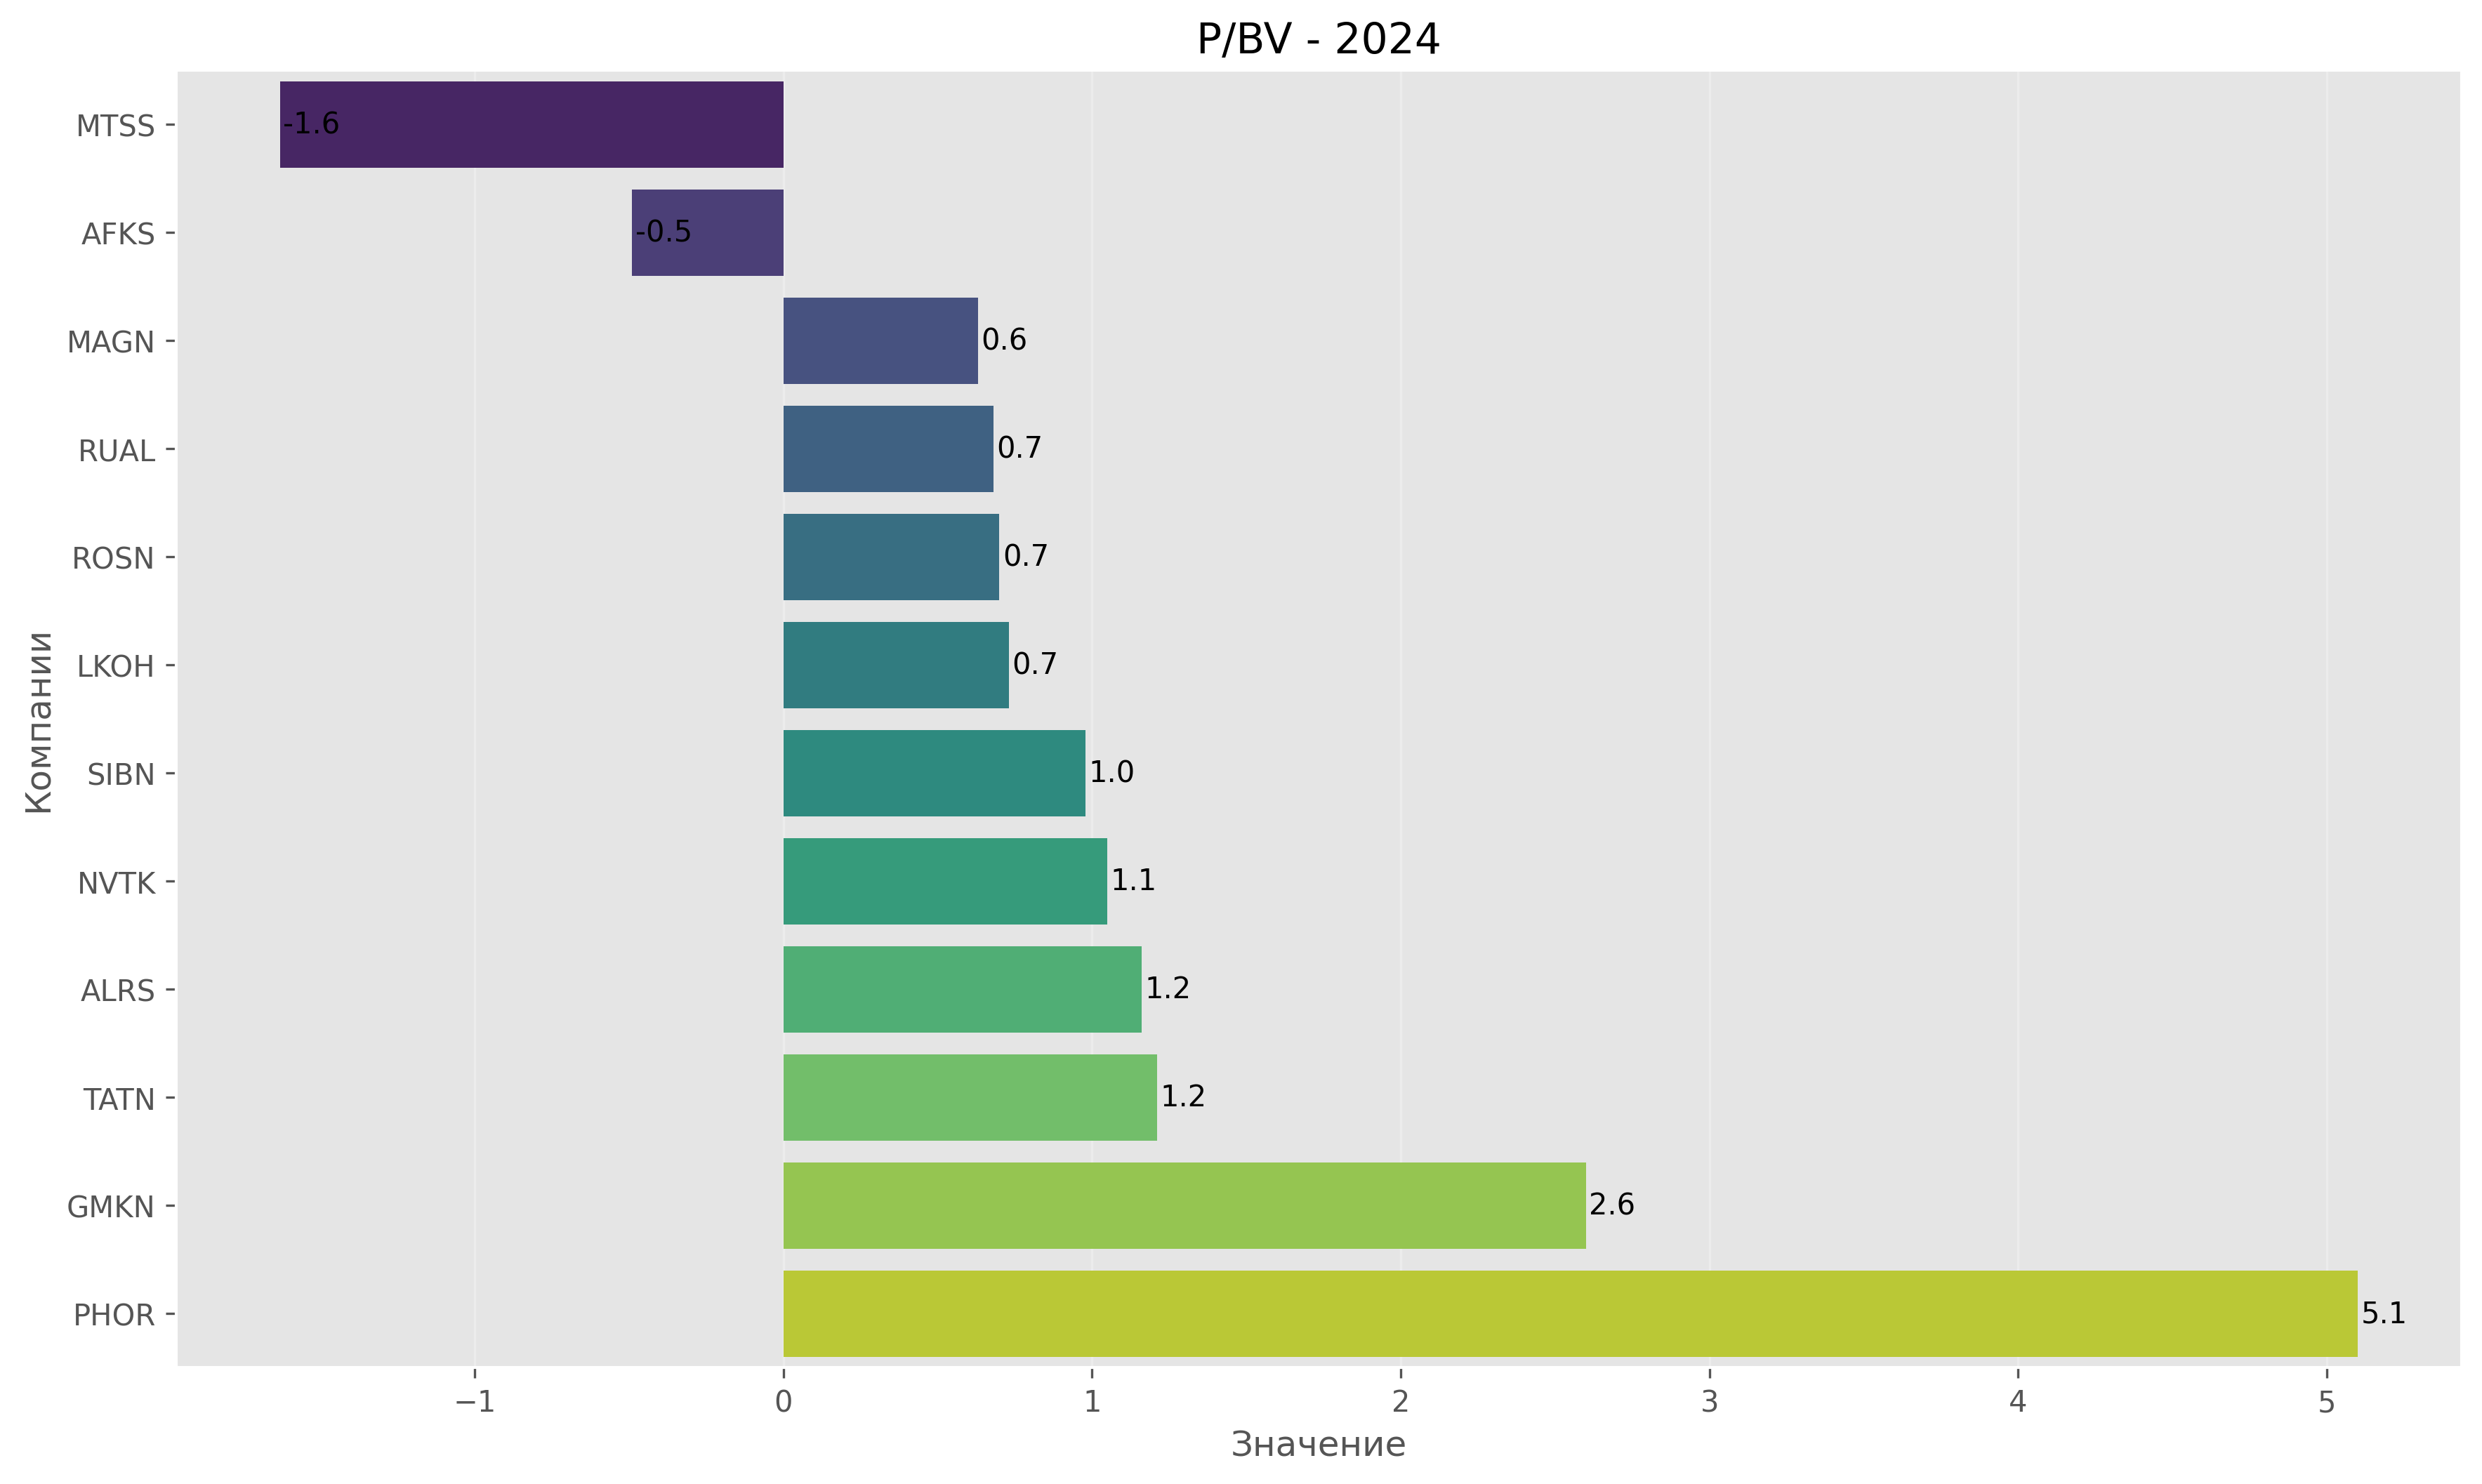 P/BV - 2024
Компании
MTSS
-1.6
AFKS
-0.5
MAGN
0.6
RUAL
0.7
ROSN
0.7
LKOH
0.7
SIBN
1.0
NVTK
1.1
ALRS
1.2
TATN
1.2
GMKN
2.6
PHOR
5.1
−1 0 1 2 3 4 5
Значение